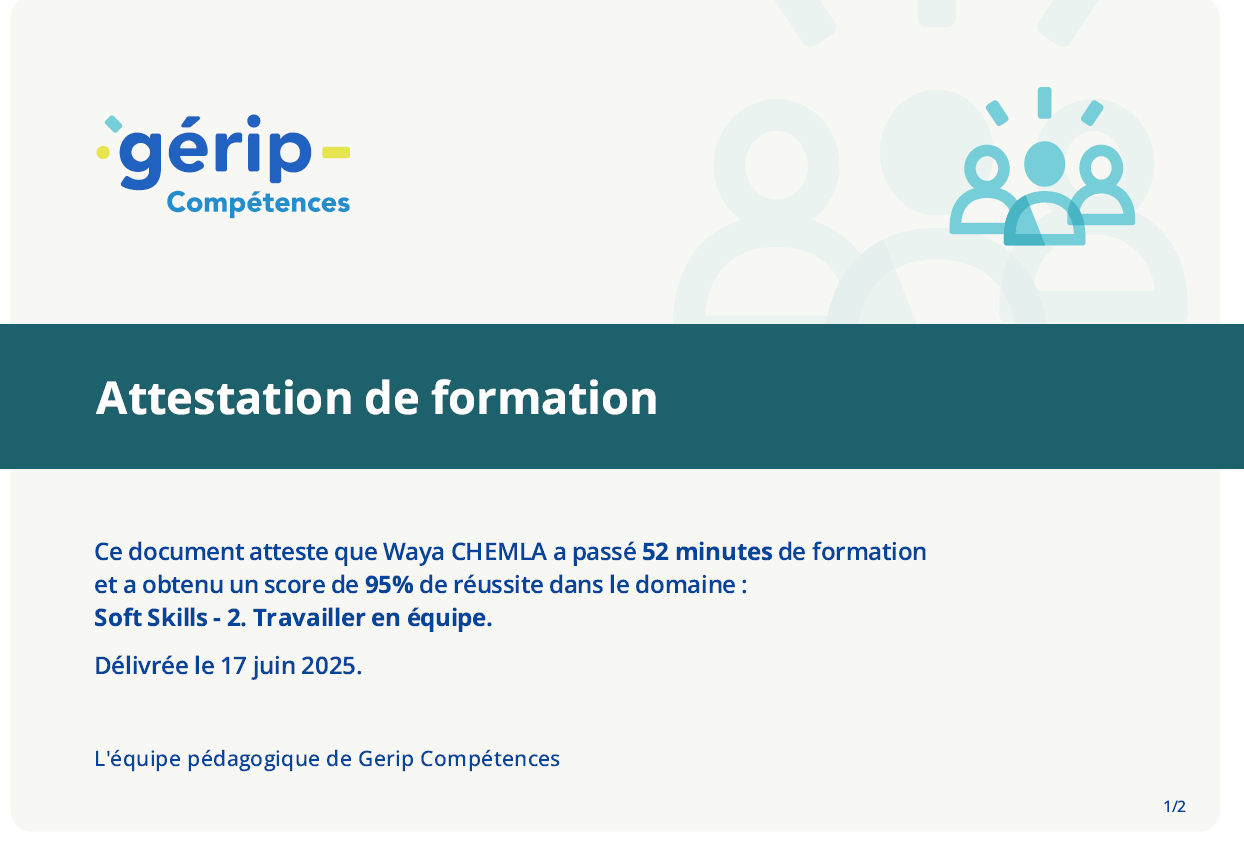 gérip
Compétences
Attestation de formation
Ce document atteste que Waya CHEMLA a passé 52 minutes de formation
et a obtenu un score de 95% de réussite dans le domaine :
Soft Skills - 2. Travailler en équipe.
Délivrée le 17 juin 2025.
L'équipe pédagogique de Gerip Compétences
1/2